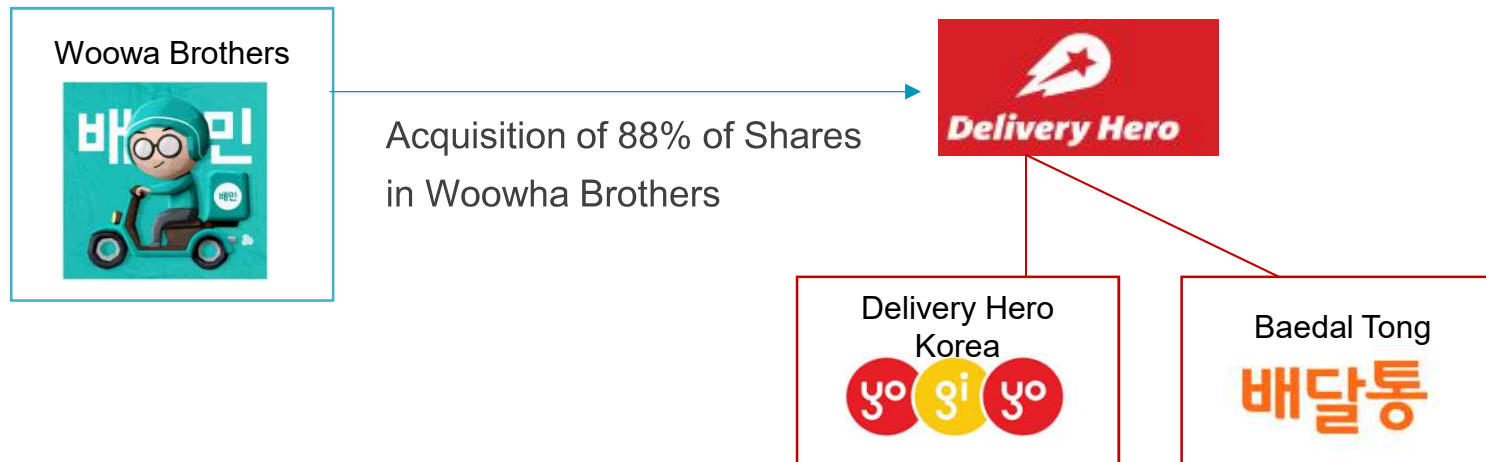 Woowa Brothers
배민
배민
Acquisition of 88% of Shares
in Woowha Brothers
Delivery Hero
Delivery Hero
Korea
yo gi yo
Baedal Tong
배달통